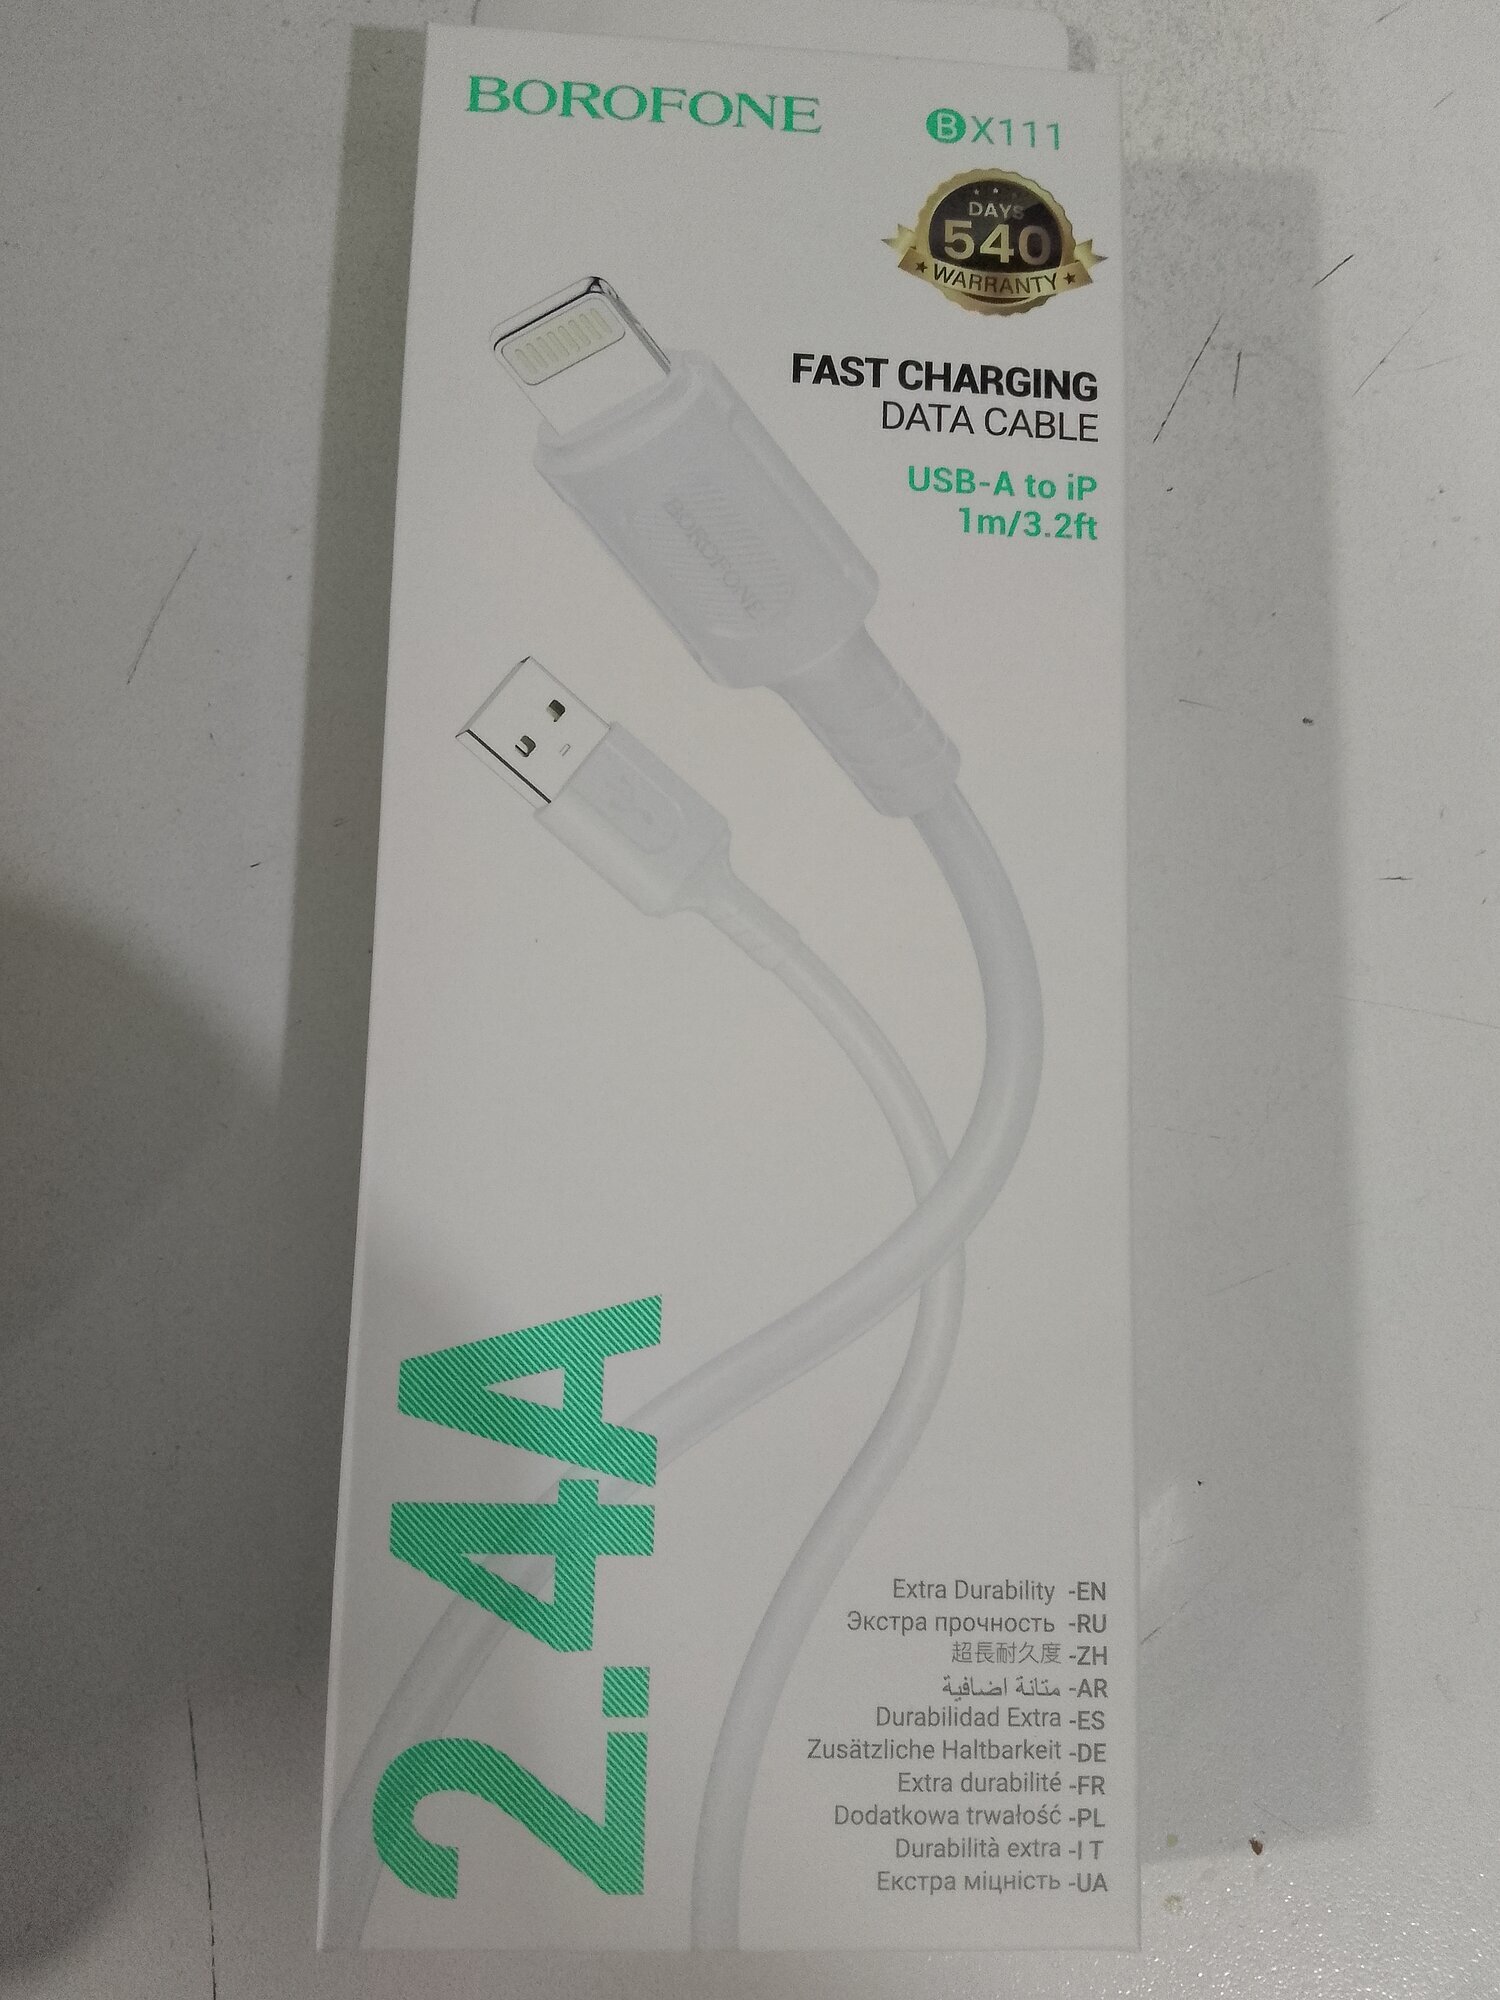 BOROFONE
BX111
DAYS
540
WARRANTY
FAST CHARGING
DATA CABLE
USB-A to iP
1m/3.2ft
BOROFONE
2.4A
Extra Durability -EN
Экстра прочность -RU
超長耐久度 -ZH
متانة اضافية -AR
Durabilidad Extra -ES
Zusätzliche Haltbarkeit -DE
Extra durabilité -FR
Dodatkowa trwałość -PL
Durabilità extra -I T
Екстра міцність -UA